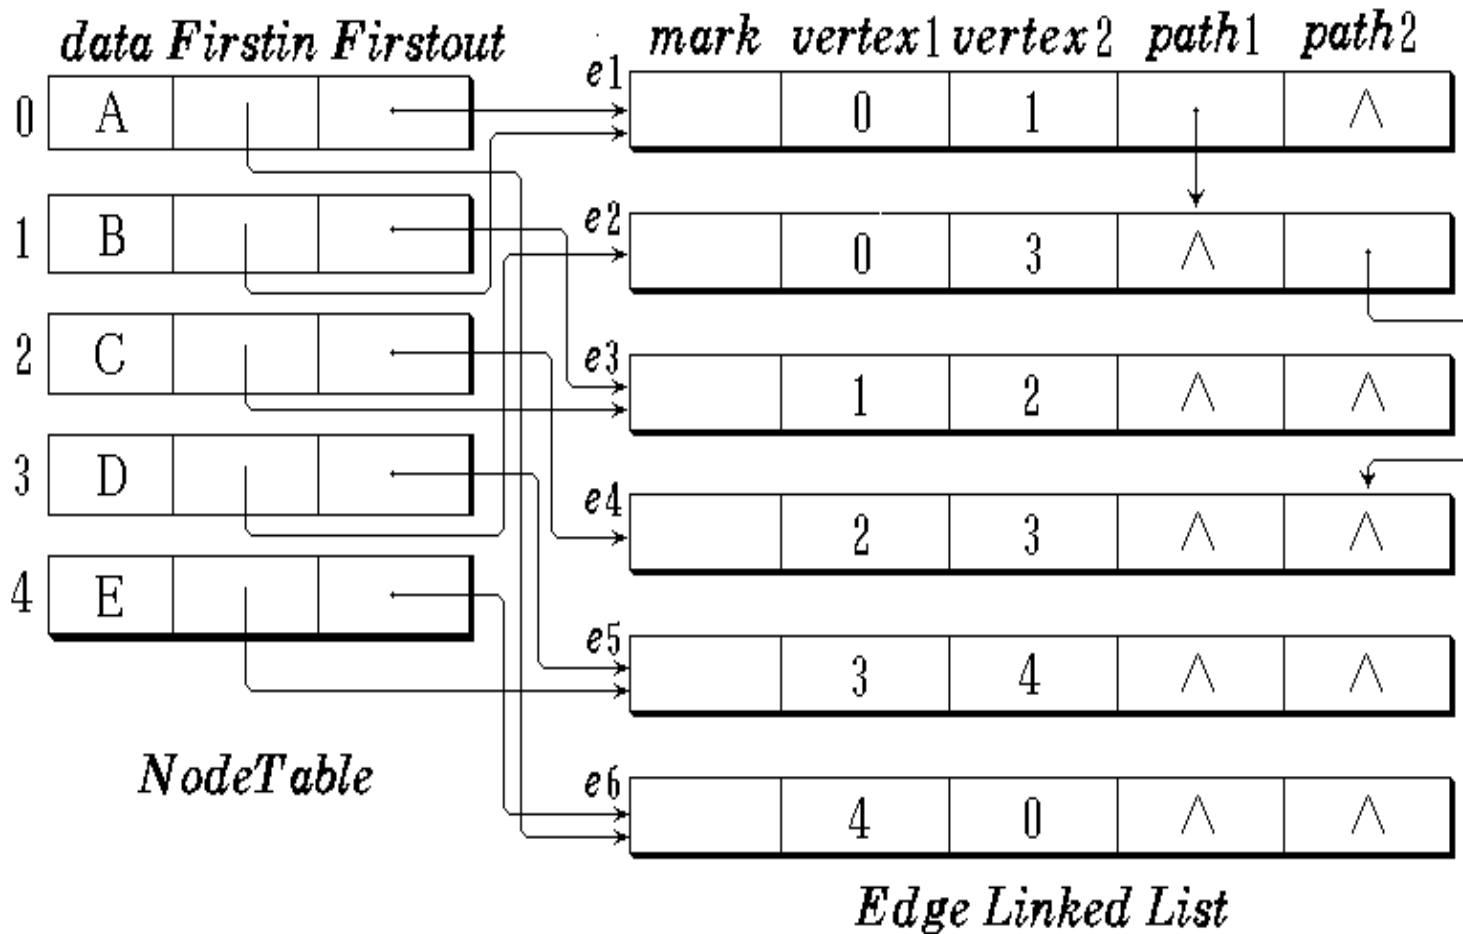 data Firstin Firstout
mark vertex1 vertex2 path1 path2
0 A
e1 0 1 ∧
1 B
e2 0 3 ∧
2 C
e3 1 2 ∧ ∧
3 D
e4 2 3 ∧ ∧
4 E
e5 3 4 ∧ ∧
NodeTable
e6 4 0 ∧ ∧
Edge Linked List